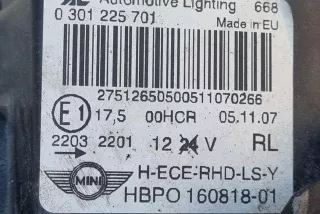 Automotive Lighting 668
0 301 225 701
Made in EU
27512650500511070266
E1 17,5 00HCR 05.11.07
2203 2201 12 24 V RL
MINI H-ECE-RHD-LS-Y
HBPO 160818-01